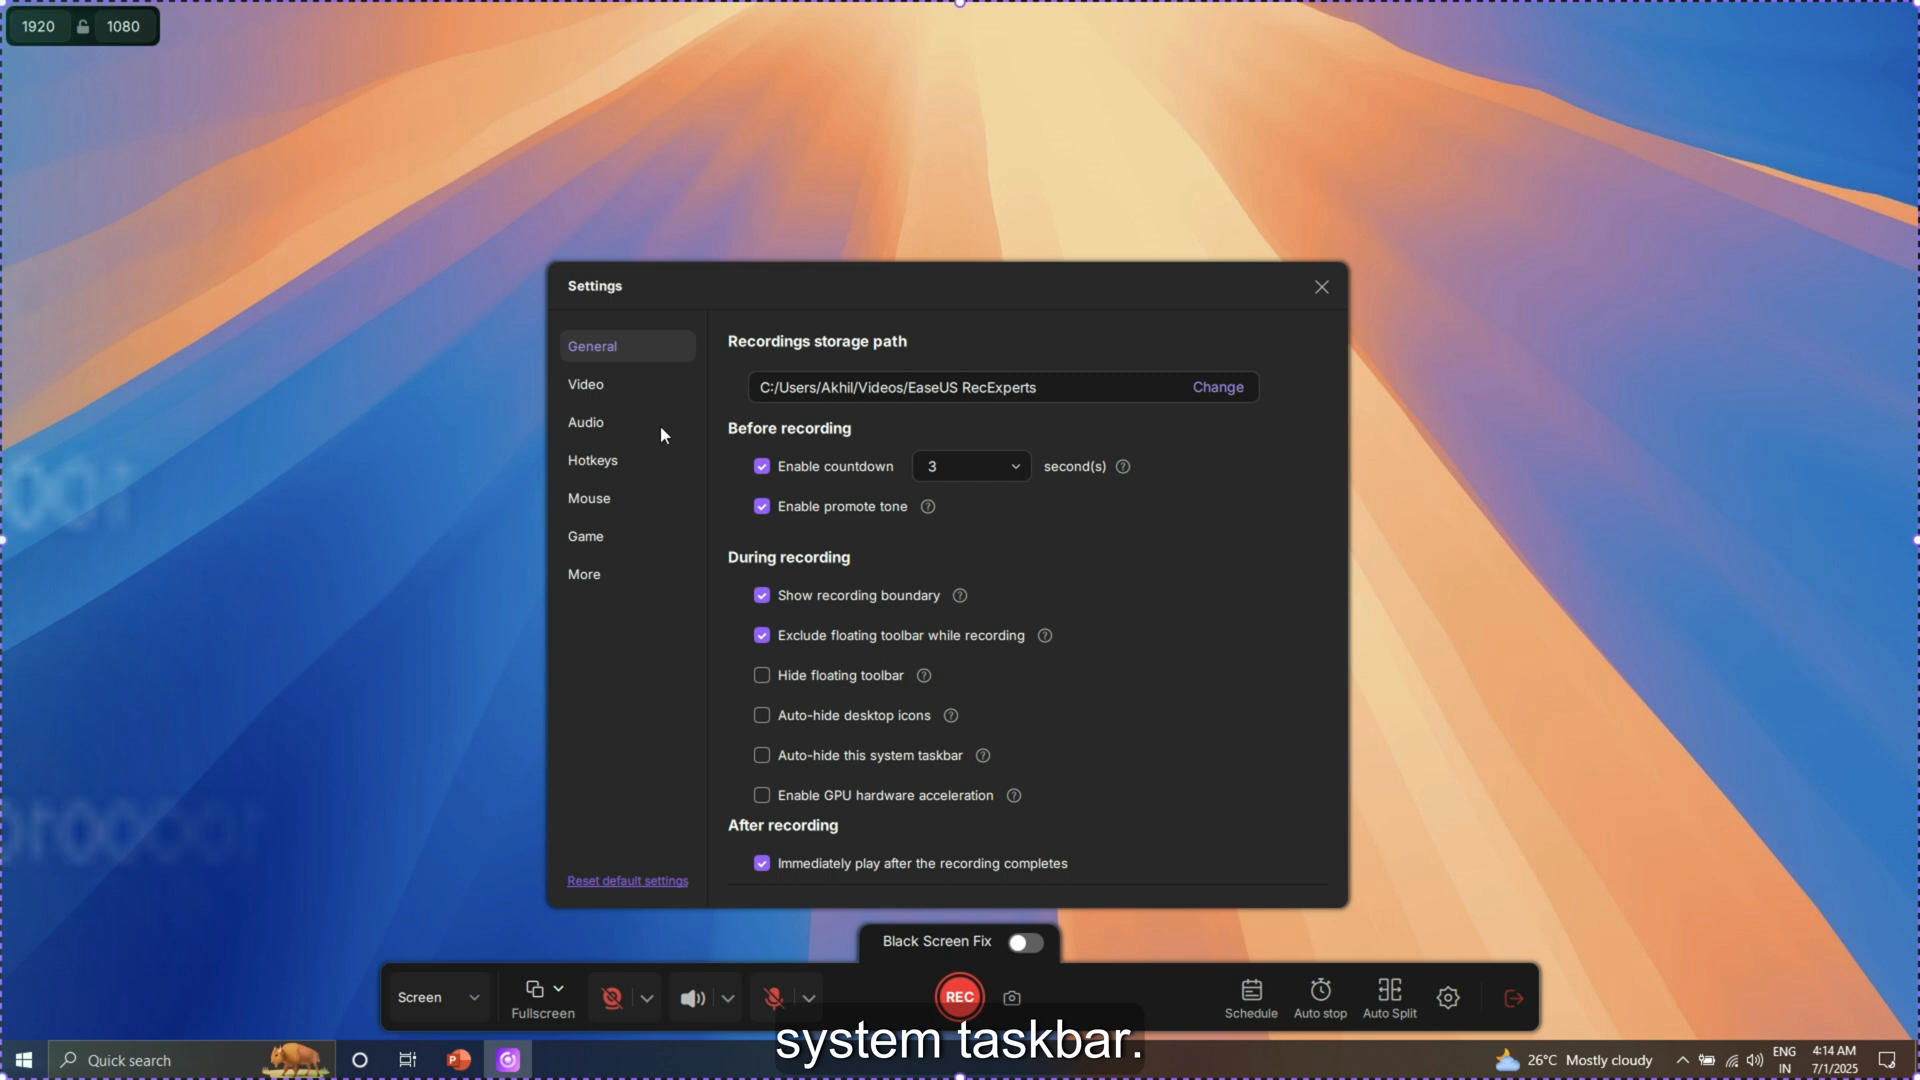 1920 1080
Settings
General
Video
Audio
Hotkeys
Mouse
Game
More
Reset default settings
Recordings storage path
C:/Users/Akhil/Videos/EaseUS RecExperts Change
Before recording
Enable countdown 3 second(s) ?
Enable promote tone ?
During recording
Show recording boundary ?
Exclude floating toolbar while recording ?
Hide floating toolbar ?
Auto-hide desktop icons ?
Auto-hide this system taskbar ?
Enable GPU hardware acceleration ?
After recording
Immediately play after the recording completes
Black Screen Fix
Screen
Fullscreen
REC
Schedule
Auto stop
Auto Split
system taskbar.
Quick search
26°C Mostly cloudy
ENG
IN
4:14 AM
7/1/2025